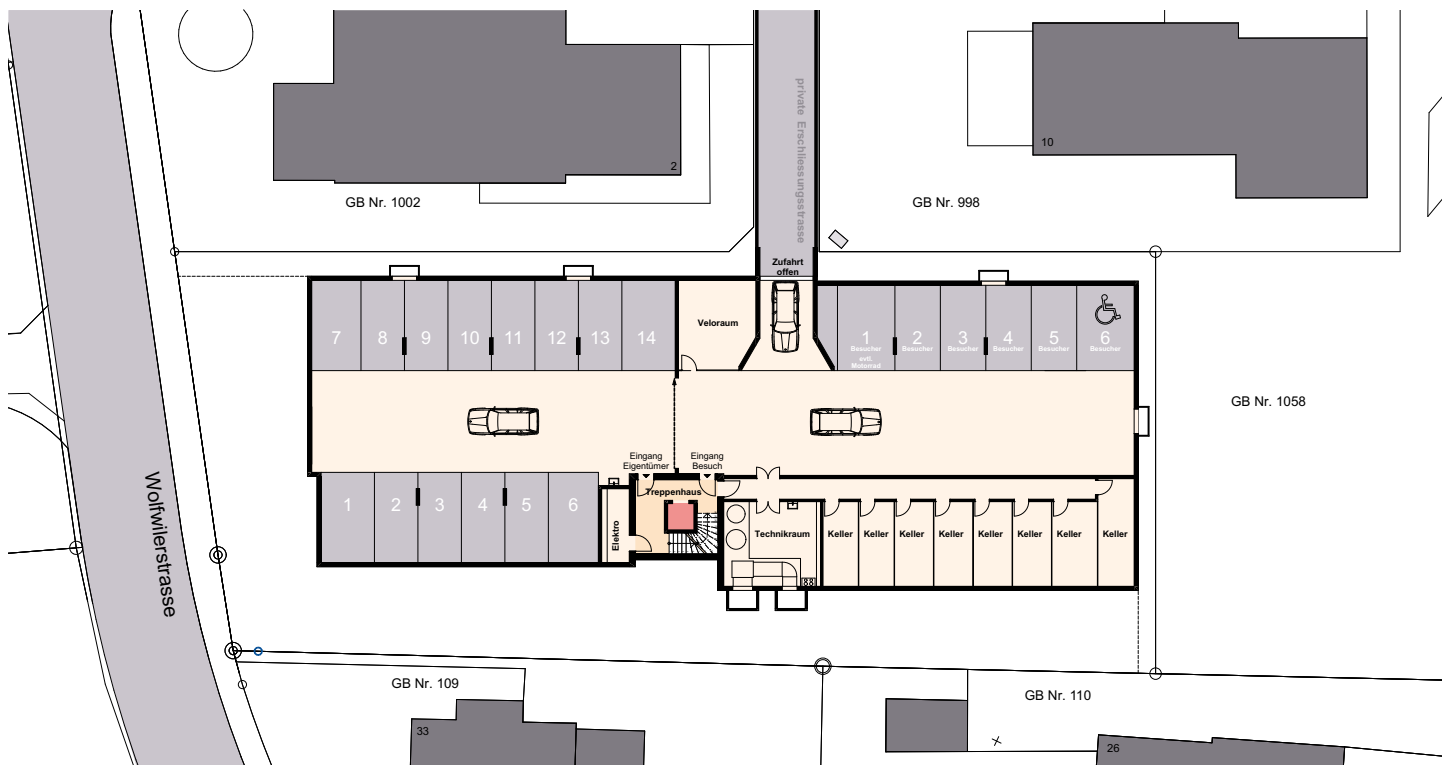 private Erschliessungsstrasse
10
2
GB Nr. 1002
GB Nr. 998
Zufahrt
offen
7
8
9
10
11
12
13
14
Veloraum
1
Besucher
evtl.
Motorrad
2
Besucher
3
Besucher
4
Besucher
5
Besucher
6
Besucher
GB Nr. 1058
Eingang
Eigentümer
Eingang
Besuch
Wolfwilerstrasse
1
2
3
4
5
6
Elektro
Treppenhaus
Technikraum
Keller
Keller
Keller
Keller
Keller
Keller
Keller
Keller
GB Nr. 109
GB Nr. 110
33
26